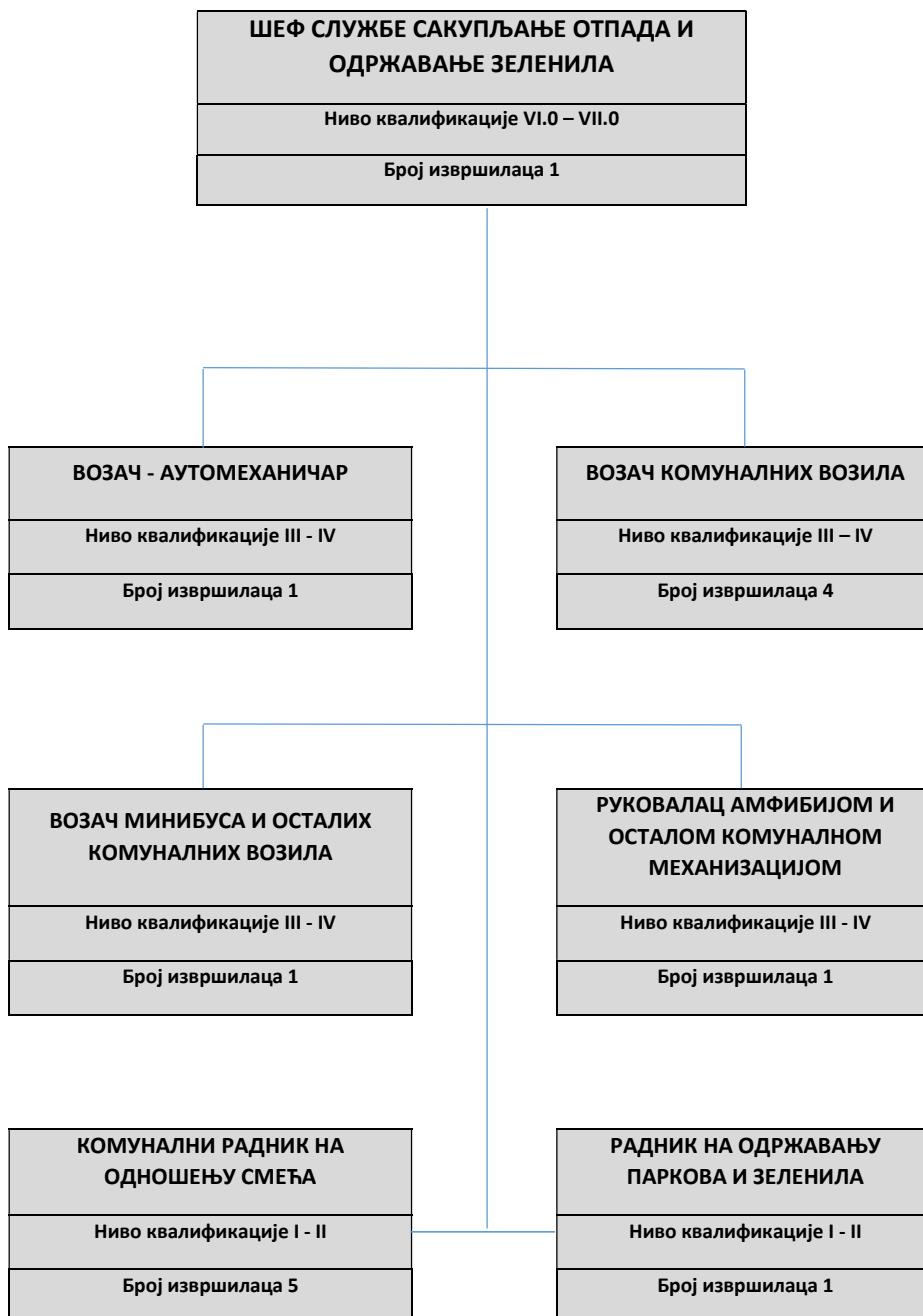 ШЕФ СЛУЖБЕ САКУПЉАЊЕ ОТПАДА И
ОДРЖАВАЊЕ ЗЕЛЕНИЛА
Ниво квалификације VI.0 – VII.0
Број извршилаца 1
ВОЗАЧ - АУТОМЕХАНИЧАР
Ниво квалификације III - IV
Број извршилаца 1
ВОЗАЧ КОМУНАЛНИХ ВОЗИЛА
Ниво квалификације III – IV
Број извршилаца 4
ВОЗАЧ МИНИБУСА И ОСТАЛИХ
КОМУНАЛНИХ ВОЗИЛА
Ниво квалификације III - IV
Број извршилаца 1
РУКОВАЛАЦ АМФИБИЈОМ И
ОСТАЛОМ КОМУНАЛНОМ
МЕХАНИЗАЦИЈОМ
Ниво квалификације III - IV
Број извршилаца 1
КОМУНАЛНИ РАДНИК НА
ОДНОШЕЊУ СМЕЋА
Ниво квалификације I - II
Број извршилаца 5
РАДНИК НА ОДРЖАВАЊУ
ПАРКОВА И ЗЕЛЕНИЛА
Ниво квалификације I - II
Број извршилаца 1